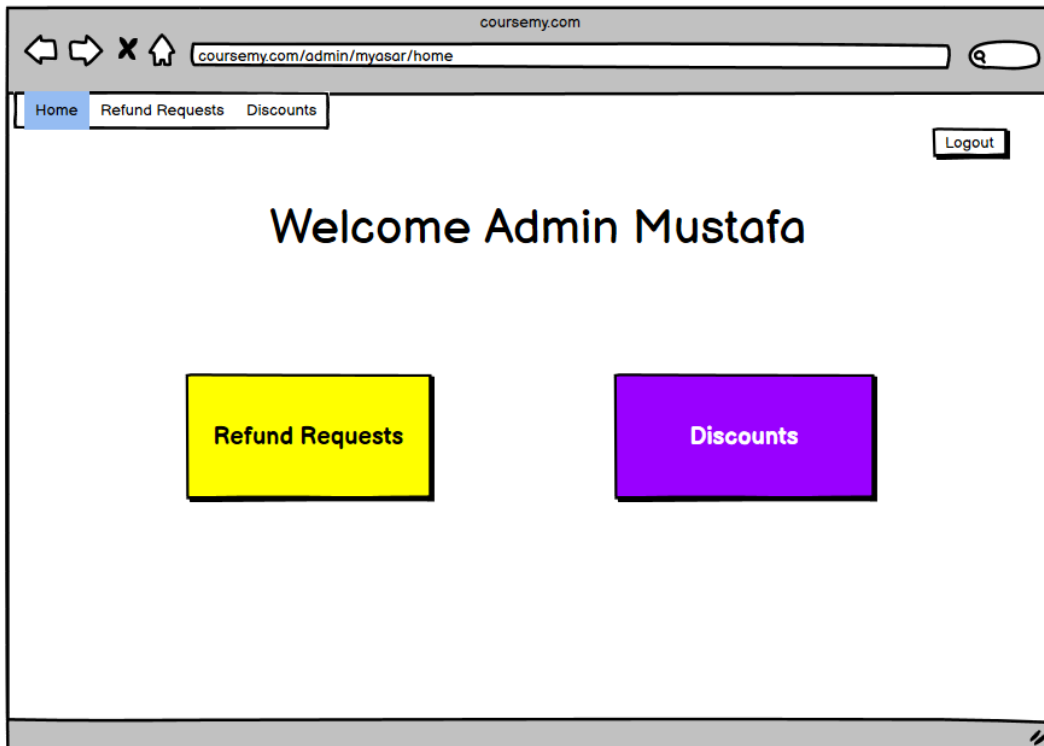 coursemy.com
coursemy.com/admin/myasar/home
Home Refund Requests Discounts
Logout
Welcome Admin Mustafa
Refund Requests Discounts